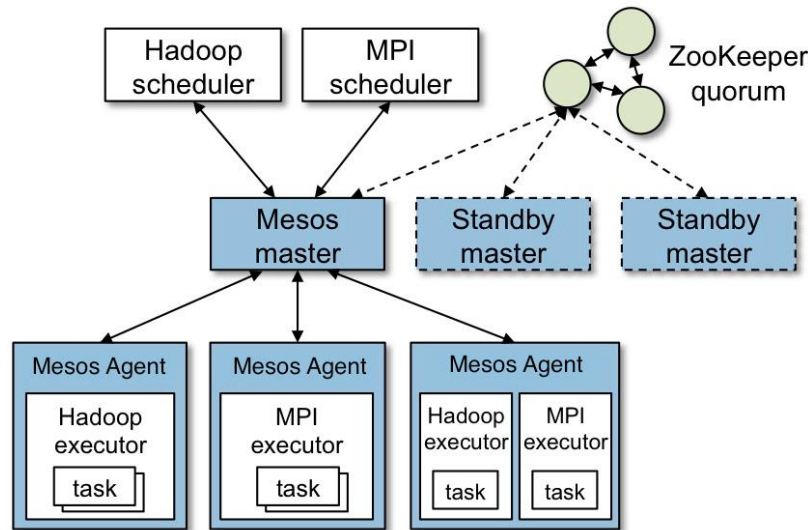 Hadoop
scheduler
MPI
scheduler
ZooKeeper
quorum
Mesos
master
Standby
master
Standby
master
Mesos Agent
Hadoop
executor
task
Mesos Agent
MPI
executor
task
Mesos Agent
Hadoop
executor
task
MPI
executor
task